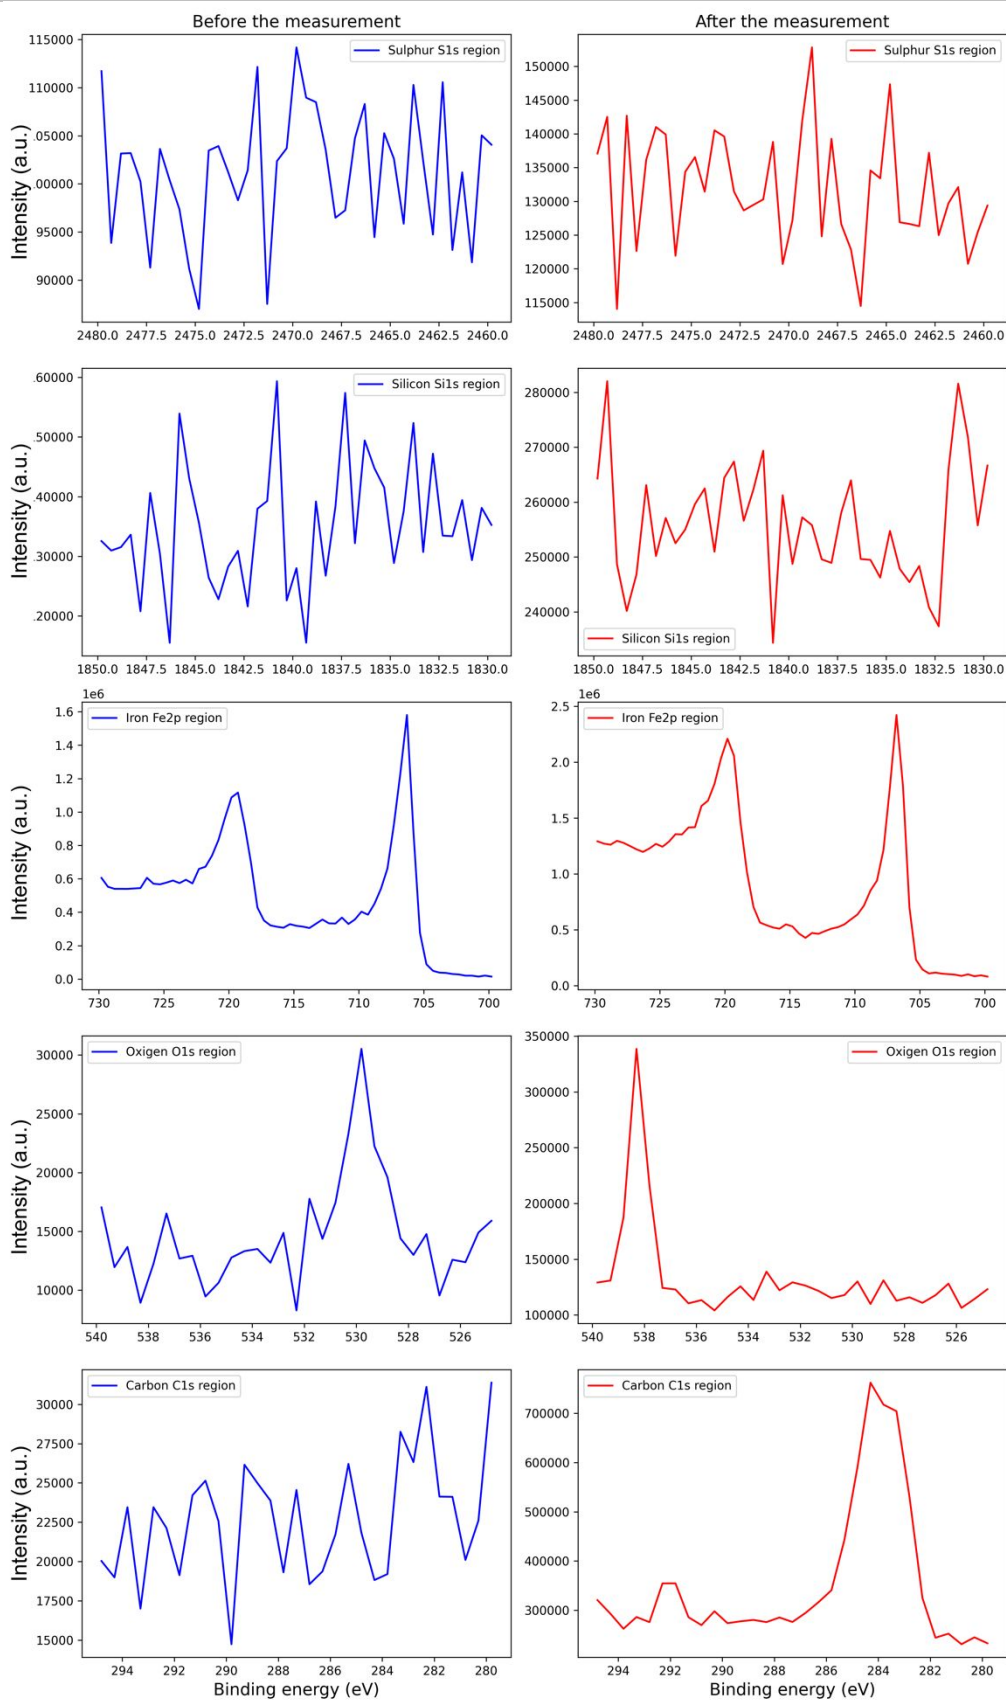 Before the measurement
After the measurement
Intensity (a.u.)
115000
110000
05000
00000
95000
90000
Sulphur S1s region
2480.0 2477.5 2475.0 2472.5 2470.0 2467.5 2465.0 2462.5 2460.0
150000
145000
140000
135000
130000
125000
120000
115000
Sulphur S1s region
2480.0 2477.5 2475.0 2472.5 2470.0 2467.5 2465.0 2462.5 2460.0
Intensity (a.u.)
60000
50000
40000
30000
20000
Silicon Si1s region
1850.0 1847.5 1845.0 1842.5 1840.0 1837.5 1835.0 1832.5 1830.0
280000
270000
260000
250000
240000
Silicon Si1s region
1850.0 1847.5 1845.0 1842.5 1840.0 1837.5 1835.0 1832.5 1830.0
Intensity (a.u.)
1e6
1.6
1.4
1.2
1.0
0.8
0.6
0.4
0.2
0.0
Iron Fe2p region
730 725 720 715 710 705 700
1e6
2.5
2.0
1.5
1.0
0.5
0.0
Iron Fe2p region
730 725 720 715 710 705 700
Intensity (a.u.)
30000
25000
20000
15000
10000
Oxigen O1s region
540 538 536 534 532 530 528 526
350000
300000
250000
200000
150000
100000
Oxigen O1s region
540 538 536 534 532 530 528 526
Intensity (a.u.)
30000
27500
25000
22500
20000
17500
15000
Carbon C1s region
294 292 290 288 286 284 282 280
Binding energy (eV)
700000
600000
500000
400000
300000
Carbon C1s region
294 292 290 288 286 284 282 280
Binding energy (eV)